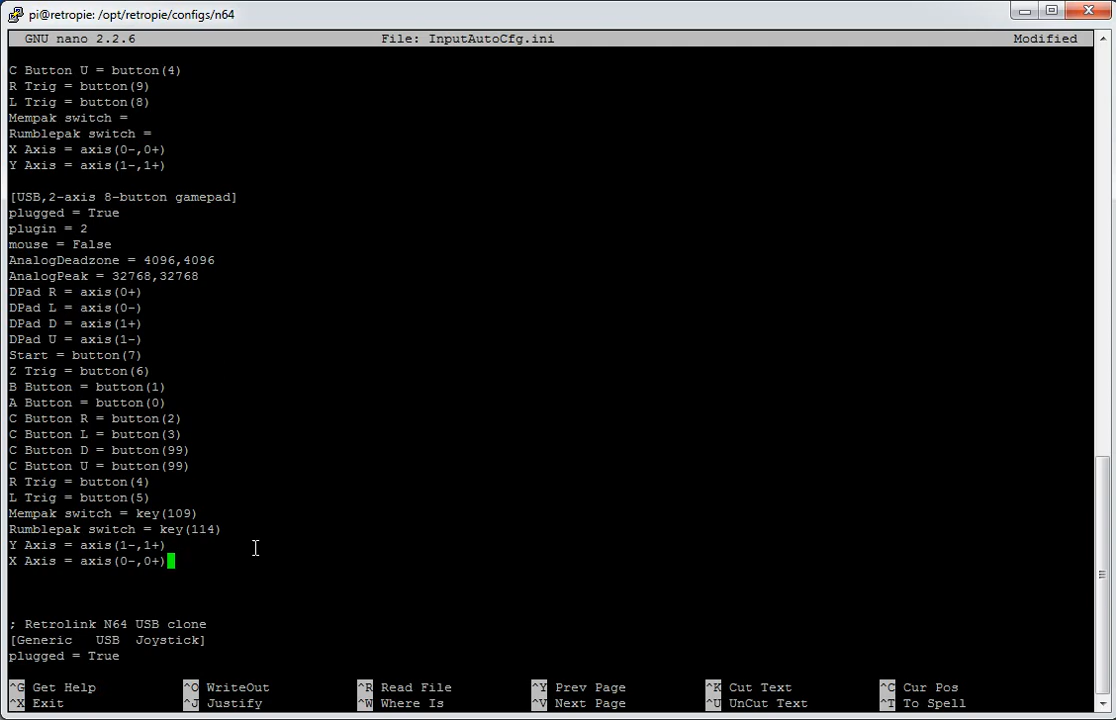 pi@retropie: /opt/retropie/configs/n64
GNU nano 2.2.6 File: InputAutoCfg.ini Modified
C Button U = button(4)
R Trig = button(9)
L Trig = button(8)
Mempak switch =
Rumblepak switch =
X Axis = axis(0-,0+)
Y Axis = axis(1-,1+)
[USB,2-axis 8-button gamepad]
plugged = True
plugin = 2
mouse = False
AnalogDeadzone = 4096,4096
AnalogPeak = 32768,32768
DPad R = axis(0+)
DPad L = axis(0-)
DPad D = axis(1+)
DPad U = axis(1-)
Start = button(7)
Z Trig = button(6)
B Button = button(1)
A Button = button(0)
C Button R = button(2)
C Button L = button(3)
C Button D = button(99)
C Button U = button(99)
R Trig = button(4)
L Trig = button(5)
Mempak switch = key(109)
Rumblepak switch = key(114)
Y Axis = axis(1-,1+)
X Axis = axis(0-,0+)
; Retrolink N64 USB clone
[Generic   USB  Joystick]
plugged = True
^G Get Help ^O WriteOut ^R Read File ^Y Prev Page ^K Cut Text ^C Cur Pos
^X Exit ^J Justify ^W Where Is ^V Next Page ^U UnCut Text ^T To Spell